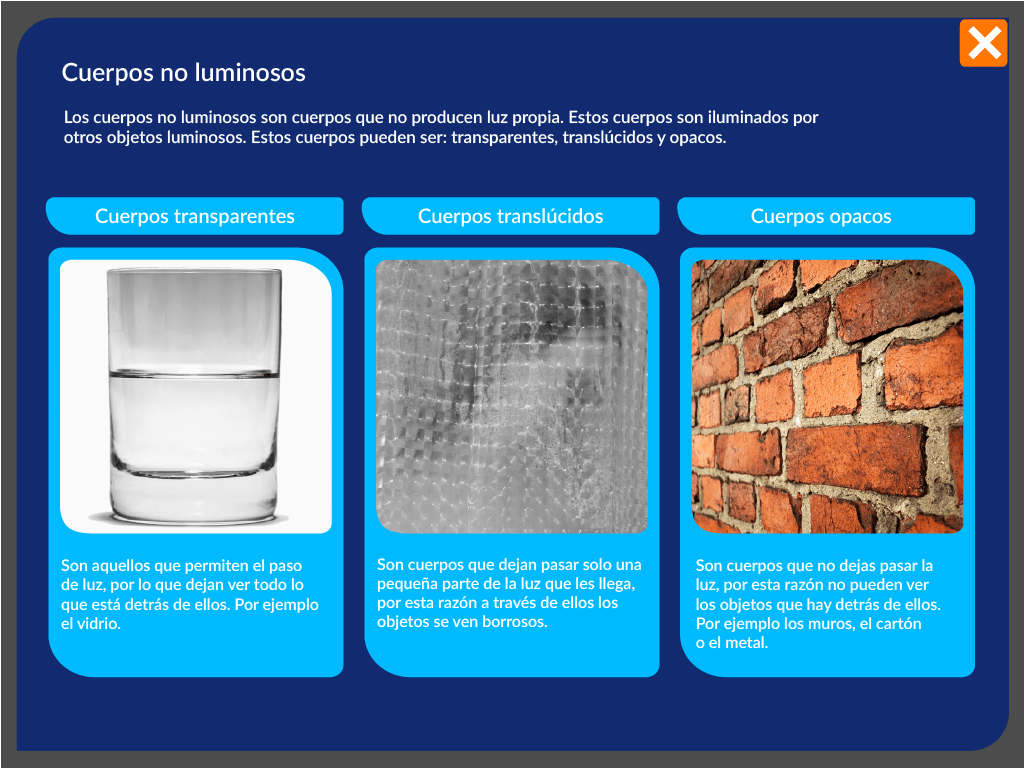 Cuerpos no luminosos
Los cuerpos no luminosos son cuerpos que no producen luz propia. Estos cuerpos son iluminados por
otros objetos luminosos. Estos cuerpos pueden ser: transparentes, translúcidos y opacos.
Cuerpos transparentes
Son aquellos que permiten el paso
de luz, por lo que dejan ver todo lo
que está detrás de ellos. Por ejemplo
el vidrio.
Cuerpos translúcidos
Son cuerpos que dejan pasar solo una
pequeña parte de la luz que les llega,
por esta razón a través de ellos los
objetos se ven borrosos.
Cuerpos opacos
Son cuerpos que no dejas pasar la
luz, por esta razón no pueden ver
los objetos que hay detrás de ellos.
Por ejemplo los muros, el cartón
o el metal.